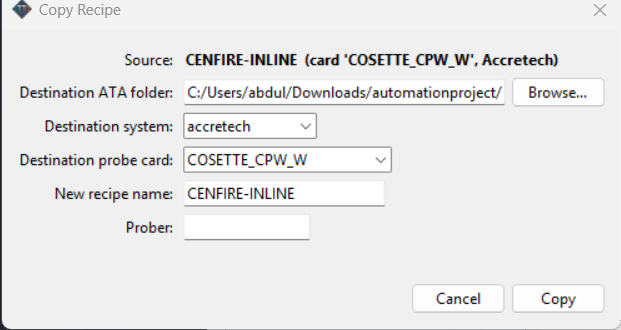 Copy Recipe
Source: CENFIRE-INLINE (card 'COSETTE_CPW_W', Accretech)
Destination ATA folder: C:/Users/abdul/Downloads/automationproject/ Browse...
Destination system: accretech
Destination probe card: COSETTE_CPW_W
New recipe name: CENFIRE-INLINE
Prober:
Cancel Copy